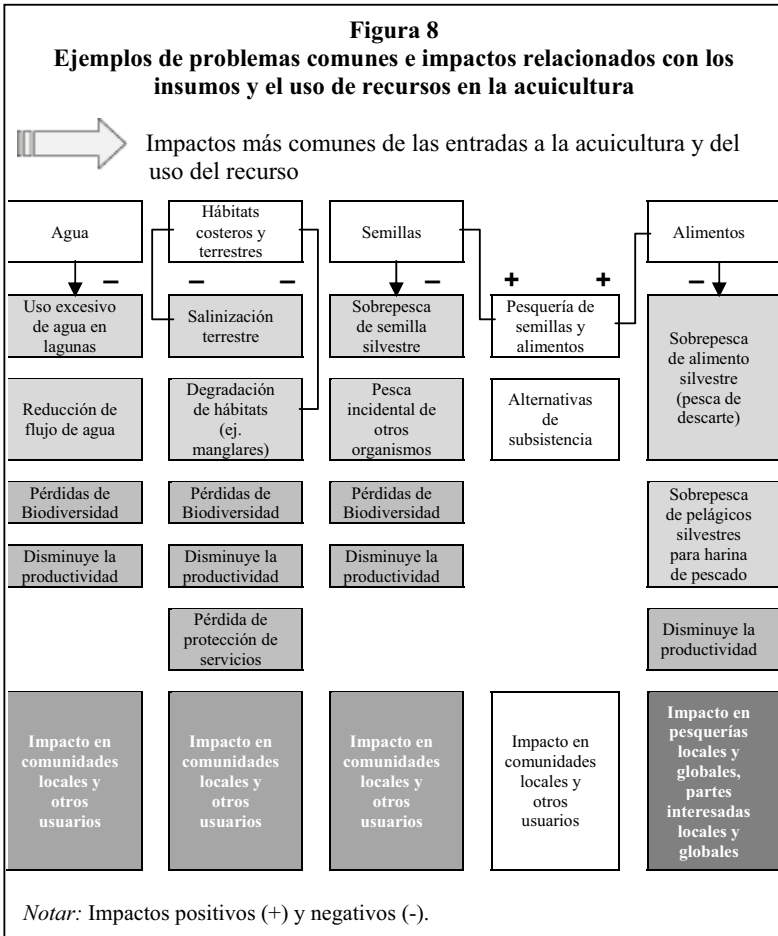 Figura 8
Ejemplos de problemas comunes e impactos relacionados con los
insumos y el uso de recursos en la acuicultura
Impactos más comunes de las entradas a la acuicultura y del
uso del recurso
Agua
Hábitats
costeros y
terrestres
Semillas
Alimentos
–
– –
–
+ +
–
Uso excesivo
de agua en
lagunas
Salinización
terrestre
Sobrepesca
de semilla
silvestre
Pesquería de
semillas y
alimentos
Sobrepesca
de alimento
silvestre
(pesca de
descarte)
Reducción de
flujo de agua
Degradación
de hábitats
(ej.
manglares)
Pesca
incidental de
otros
organismos
Alternativas
de
subsistencia
Pérdidas de
Biodiversidad
Pérdidas de
Biodiversidad
Pérdidas de
Biodiversidad
Sobrepesca
de pelágicos
silvestres
para harina
de pescado
Disminuye la
productividad
Disminuye la
productividad
Disminuye la
productividad
Pérdida de
protección de
servicios
Disminuye la
productividad
Impacto en
comunidades
locales y
otros
usuarios
Impacto en
comunidades
locales y
otros
usuarios
Impacto en
comunidades
locales y
otros
usuarios
Impacto en
comunidades
locales y
otros
usuarios
Impacto en
pesquerías
locales y
globales,
partes
interesadas
locales y
globales
Notar: Impactos positivos (+) y negativos (-).